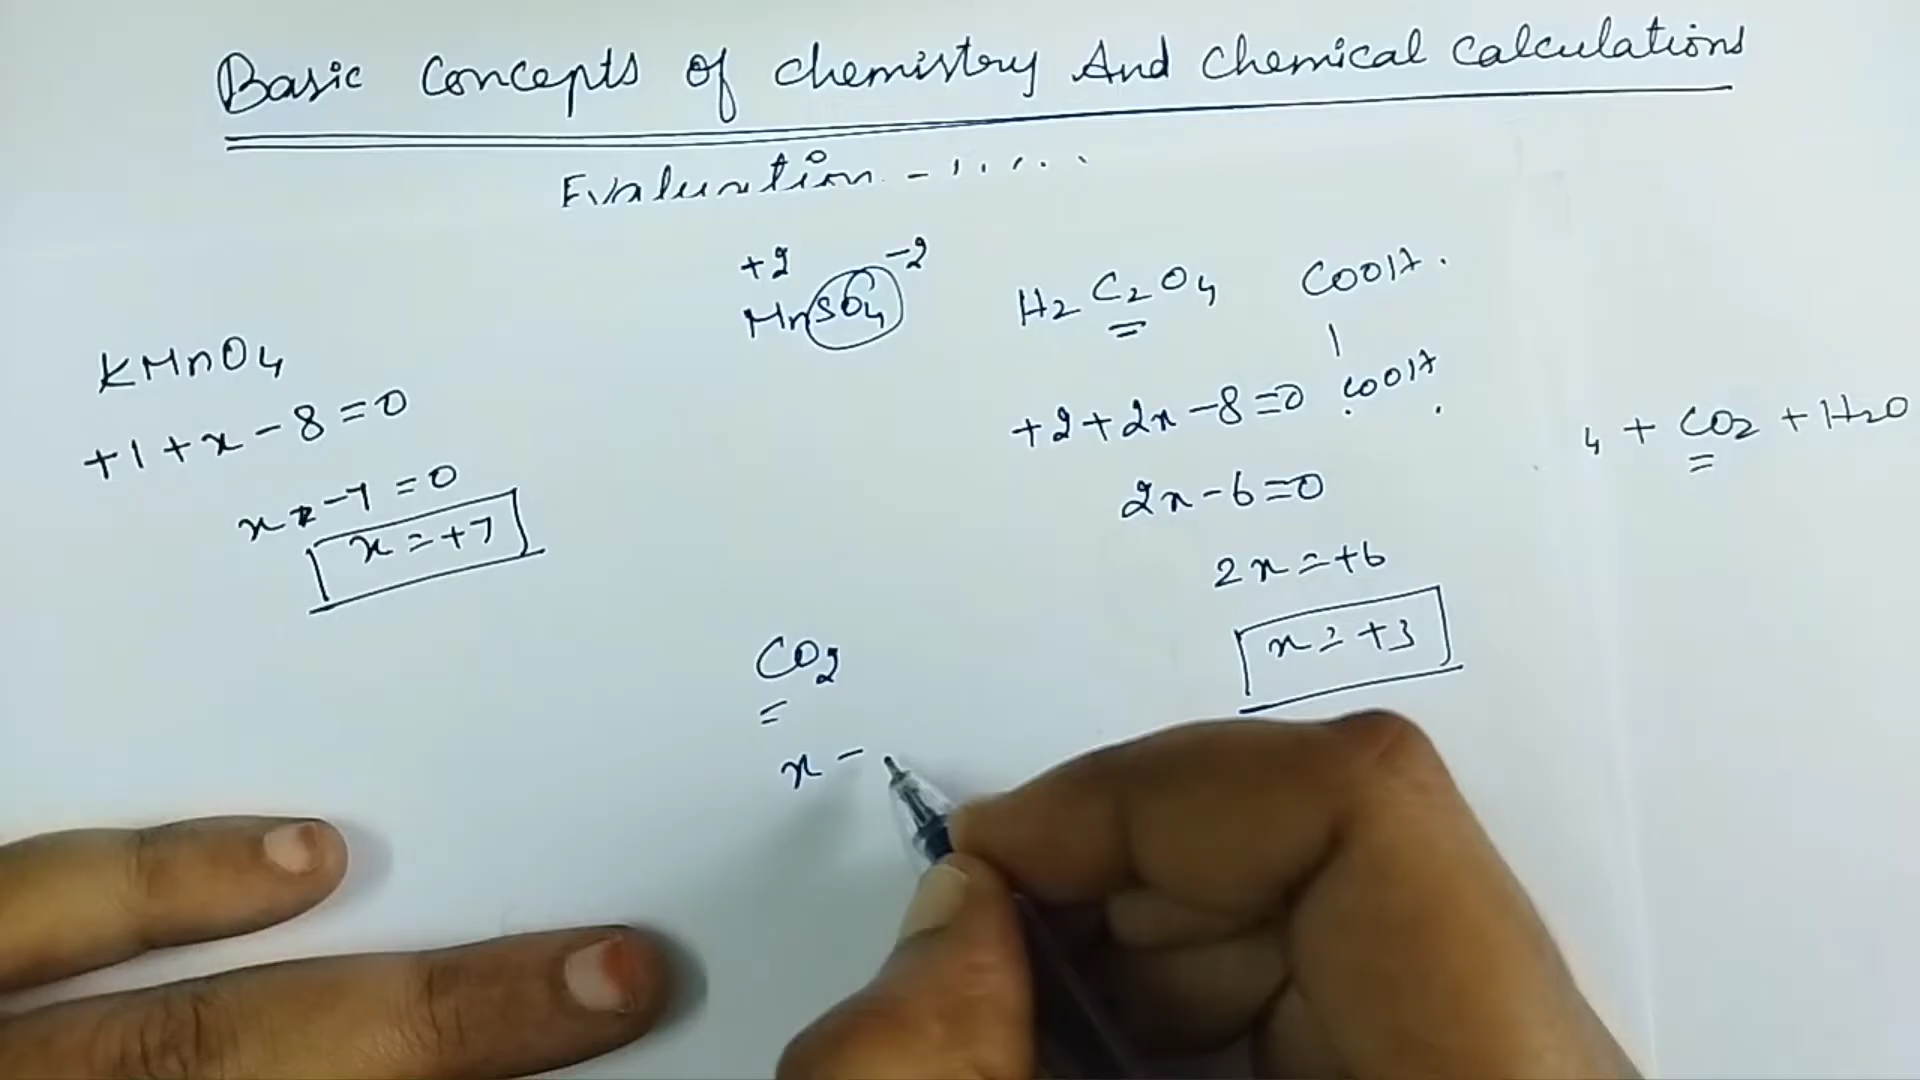 Basic Concepts of Chemistry And Chemical Calculations
Evaluation - .....
+2 -2
MnSO4
H2C2O4 COOH
COOH
KMnO4
+1+x-8=0
x-7=0
x=+7
+2+2x-8=0
2x-6=0
2x=+6
x=+3
4 + CO2 + H2O
CO2
x -